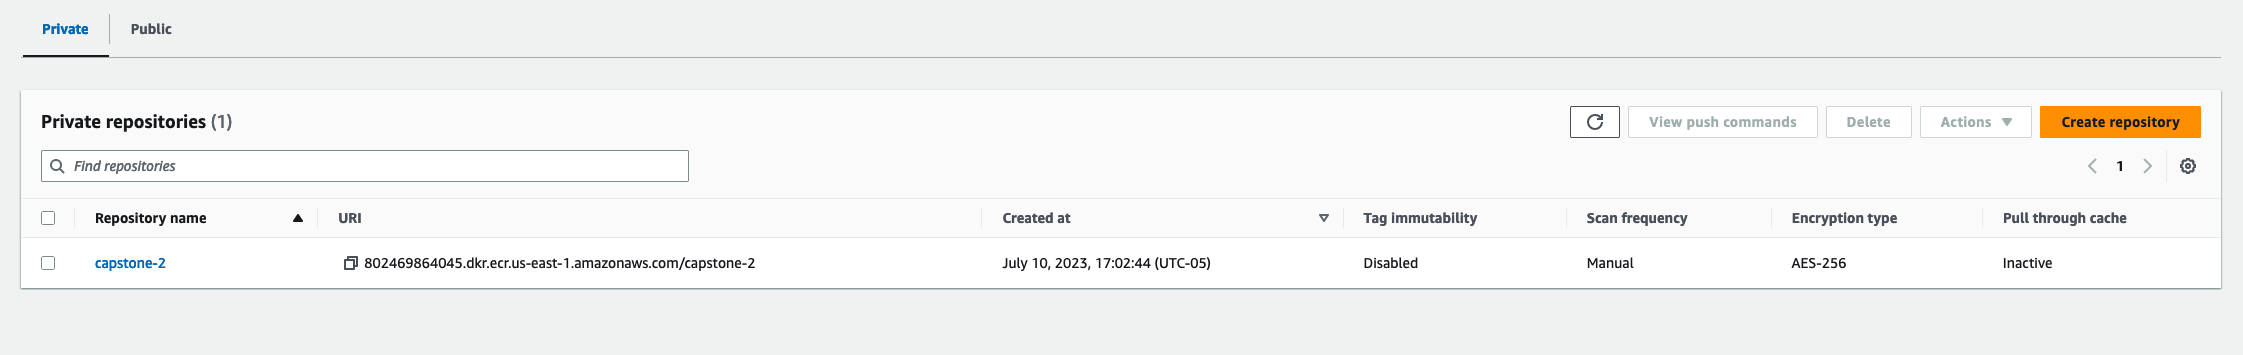 Private Public
Private repositories (1) View push commands Delete Actions Create repository
Find repositories 1
Repository name URI Created at Tag immutability Scan frequency Encryption type Pull through cache
capstone-2 802469864045.dkr.ecr.us-east-1.amazonaws.com/capstone-2 July 10, 2023, 17:02:44 (UTC-05) Disabled Manual AES-256 Inactive